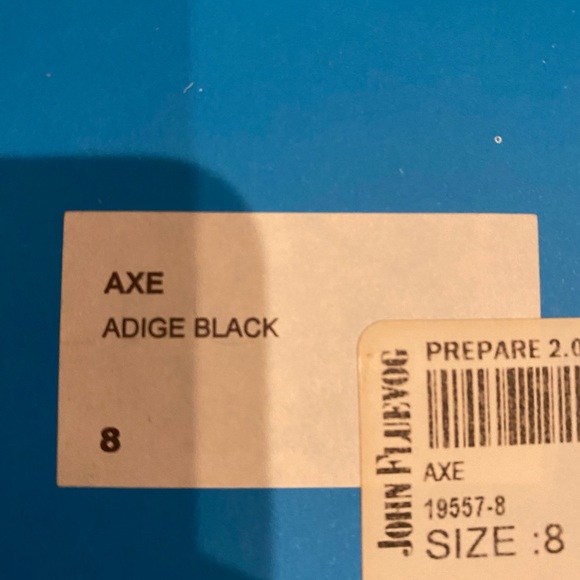 AXE
ADIGE BLACK
8
JOHN FLUEVOG
PREPARE 2.0
AXE
19557-8
SIZE :8